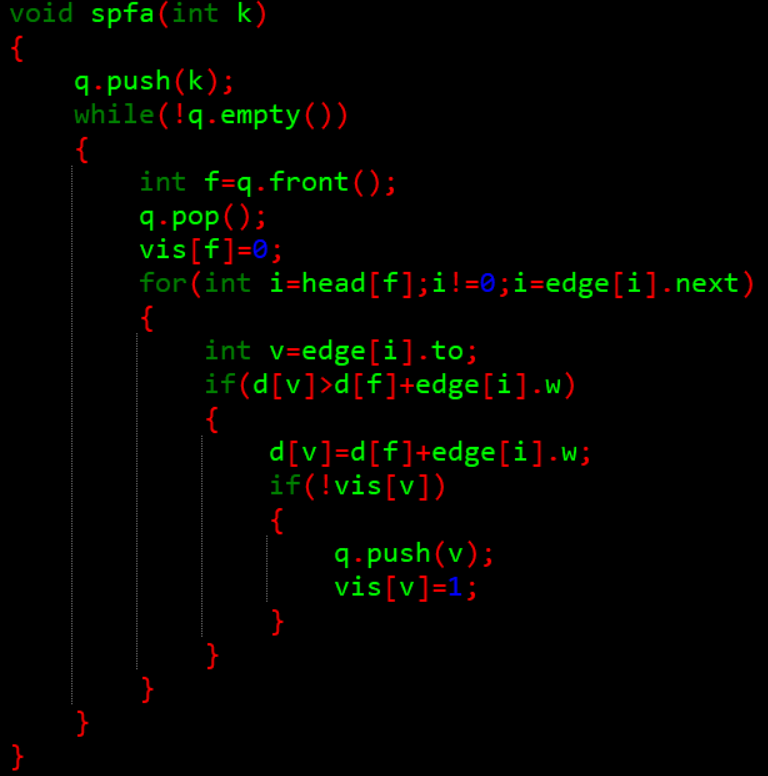 void spfa(int k)
{
    q.push(k);
    while(!q.empty())
    {
        int f=q.front();
        q.pop();
        vis[f]=0;
        for(int i=head[f];i!=0;i=edge[i].next)
        {
            int v=edge[i].to;
            if(d[v]>d[f]+edge[i].w)
            {
                d[v]=d[f]+edge[i].w;
                if(!vis[v])
                {
                    q.push(v);
                    vis[v]=1;
                }
            }
        }
    }
}